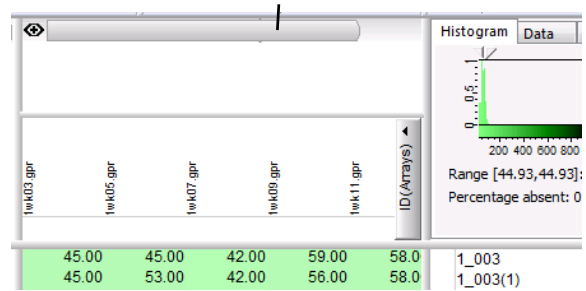 Histogram Data
1
0.5
0
200 400 600 800
Range [44.93,44.93]:
Percentage absent: 0
1wk03.gpr 1wk05.gpr 1wk07.gpr 1wk09.gpr 1wk11.gpr ID(Arrays)
45.00 45.00 42.00 59.00 58.0 1_003
45.00 53.00 42.00 56.00 58.0 1_003(1)